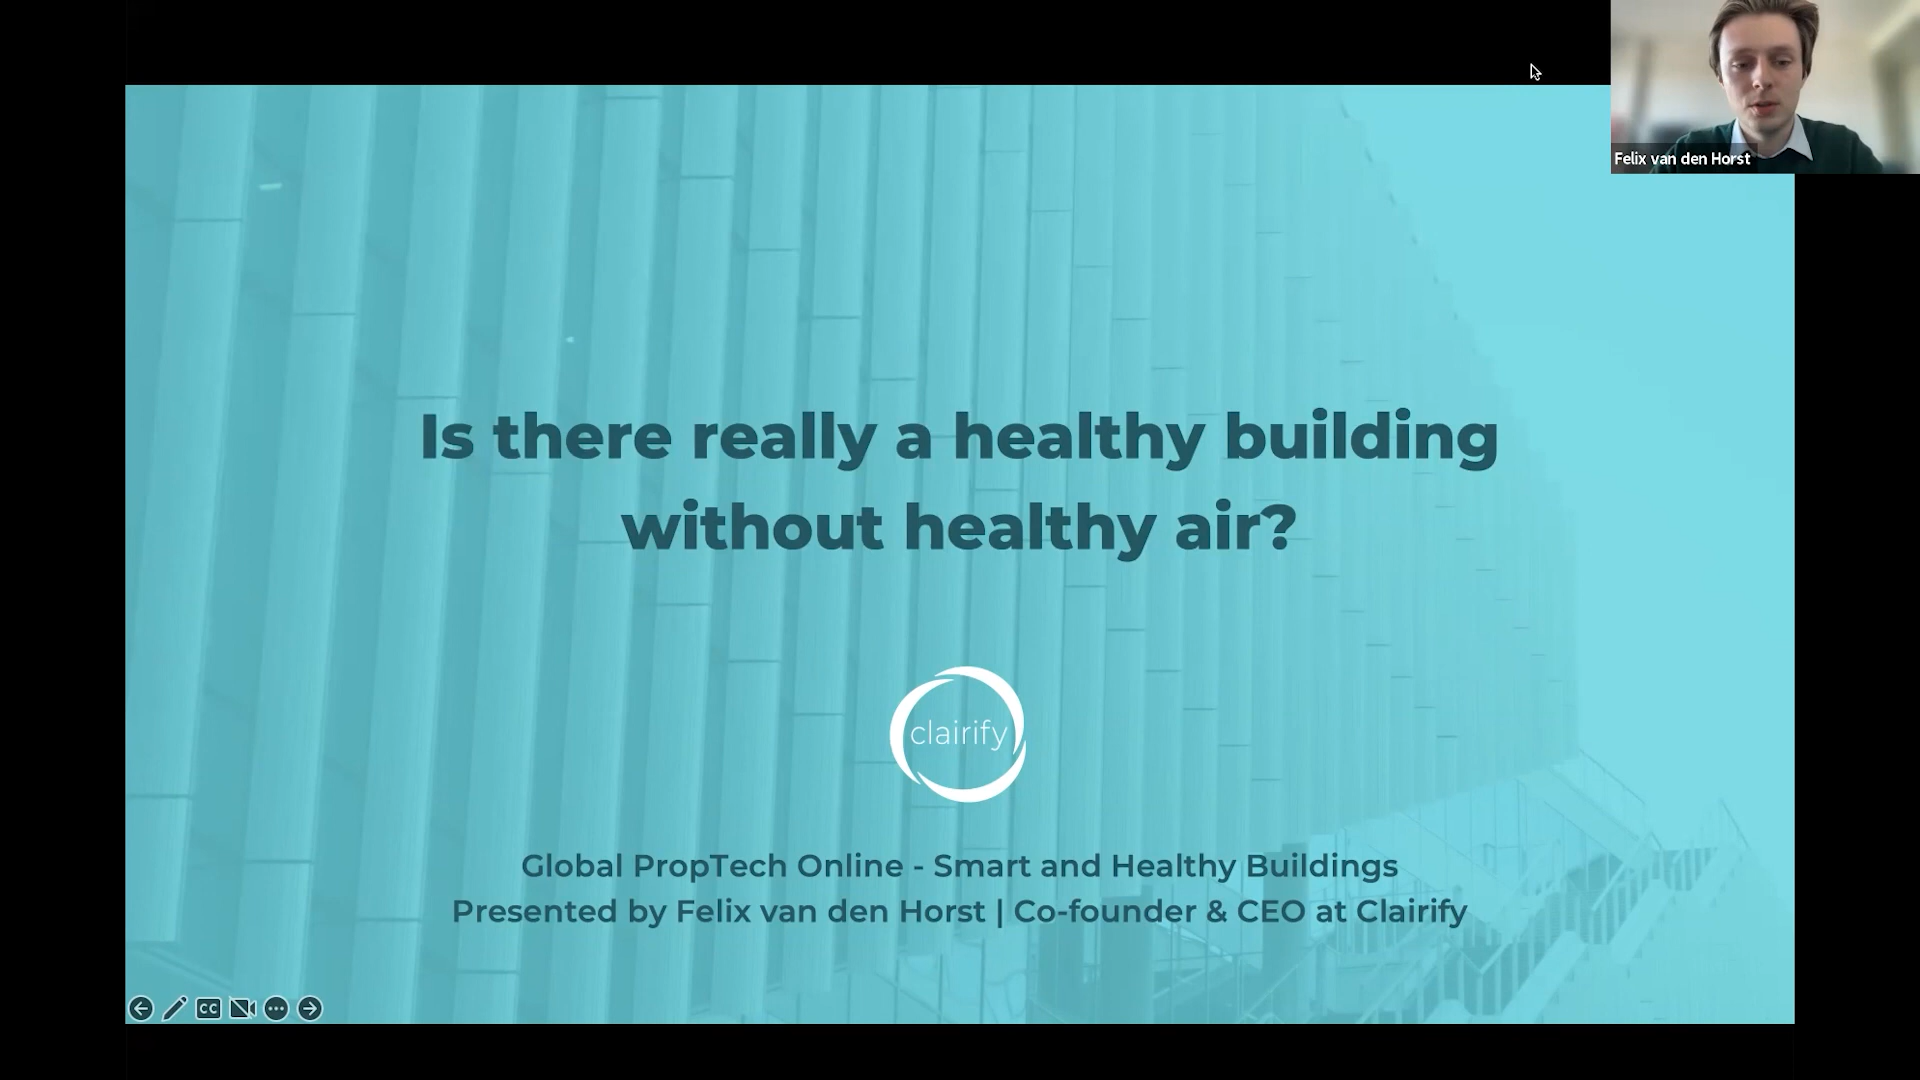 Felix van den Horst
Is there really a healthy building
without healthy air?
clairify
Global PropTech Online - Smart and Healthy Buildings
Presented by Felix van den Horst | Co-founder & CEO at Clairify
CC